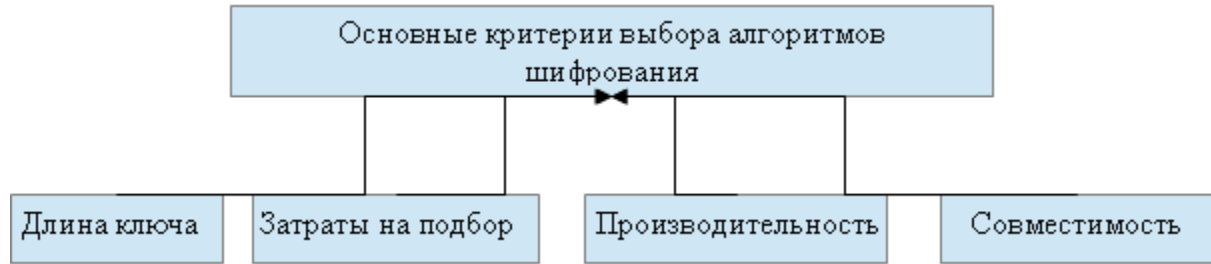 Основные критерии выбора алгоритмов
шифрования
Длина ключа
Затраты на подбор
Производительность
Совместимость